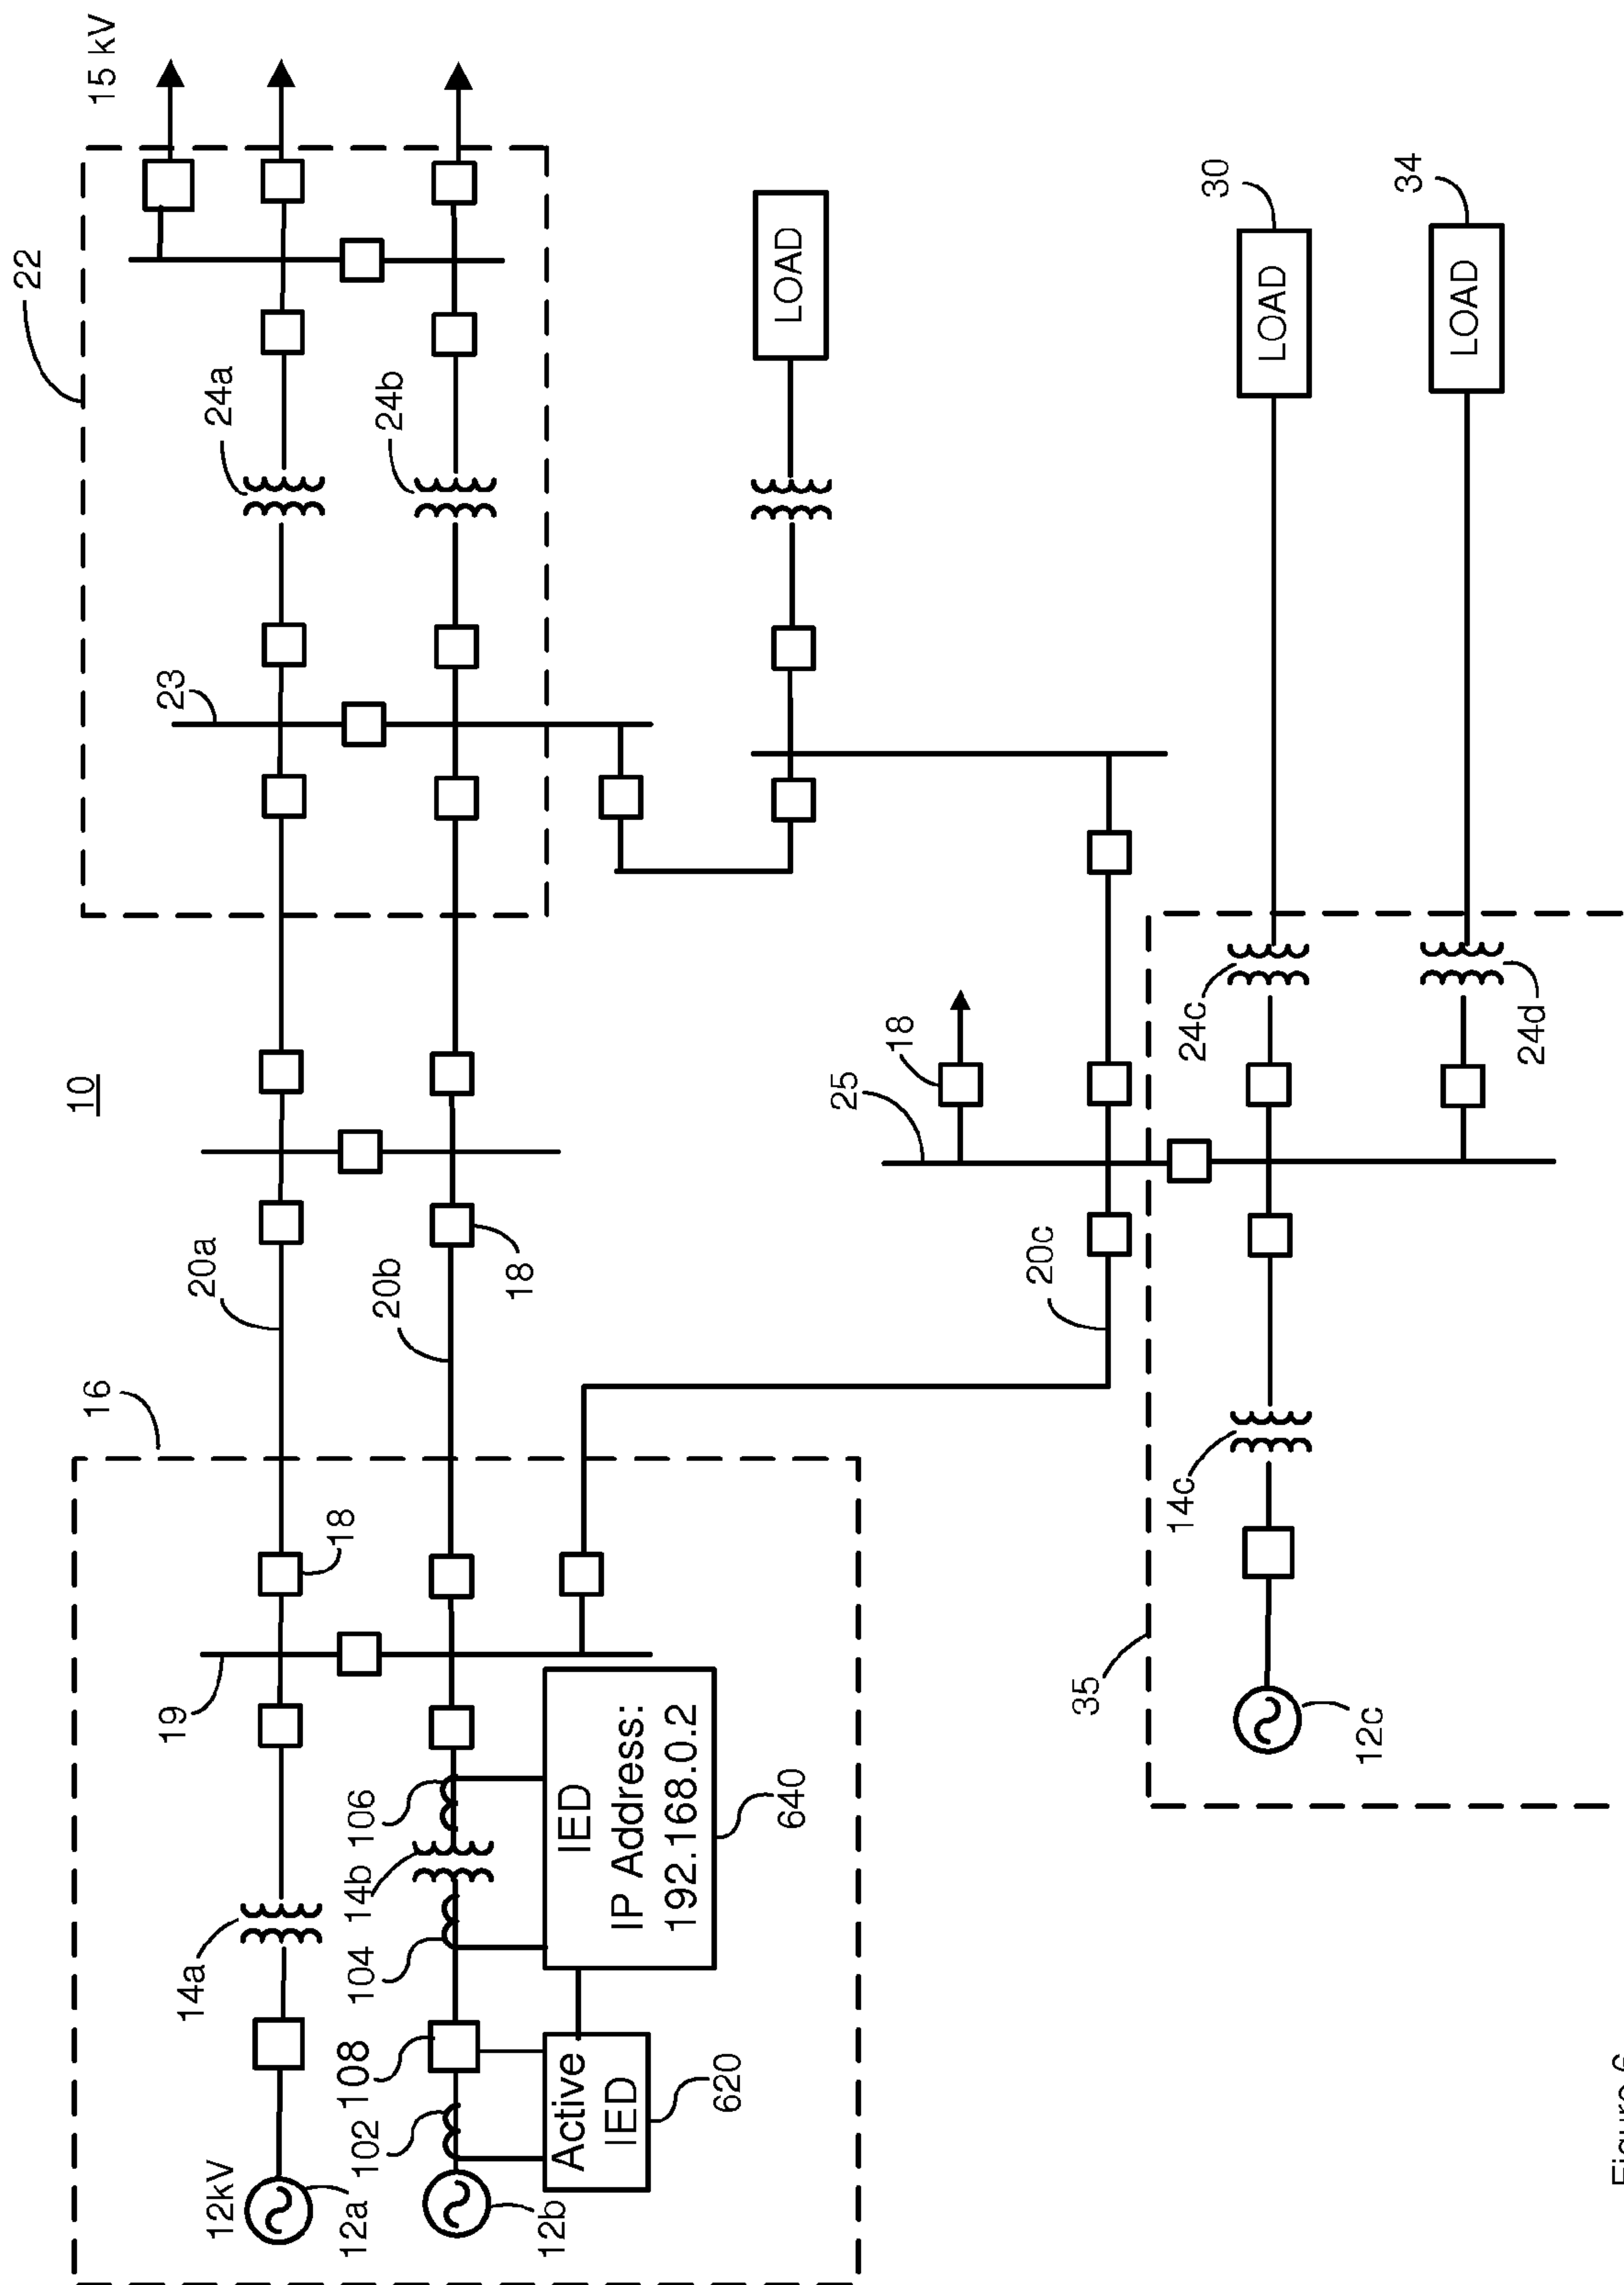 22
10
16
15 kV
19
23
14a
20a
12kV
24a
12a
18
102
108
104
14b
106
20b
24b
18
12b
Active
IED
IED
IP Address:
192.168.0.2
620
640
LOAD
25
18
20c
35
14c
24c
30
LOAD
12c
34
LOAD
24d
Figure 6